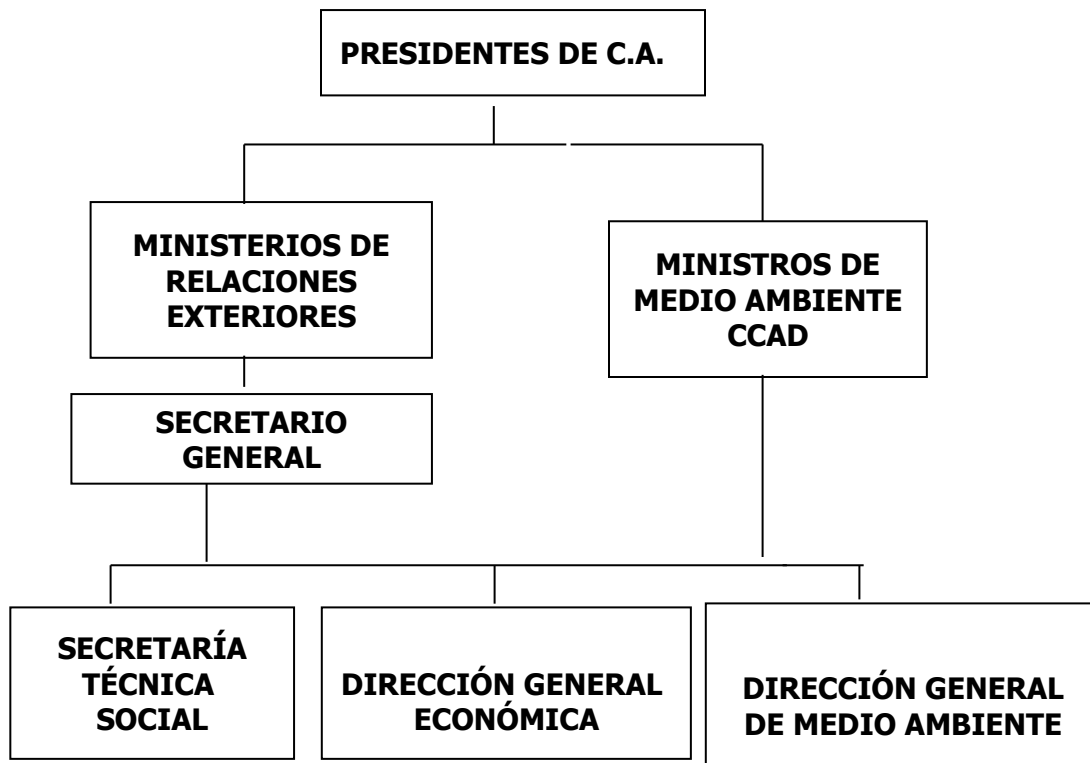 PRESIDENTES DE C.A.
MINISTERIOS DE
RELACIONES
EXTERIORES
MINISTROS DE
MEDIO AMBIENTE
CCAD
SECRETARIO
GENERAL
SECRETARÍA
TÉCNICA
SOCIAL
DIRECCIÓN GENERAL
ECONÓMICA
DIRECCIÓN GENERAL
DE MEDIO AMBIENTE